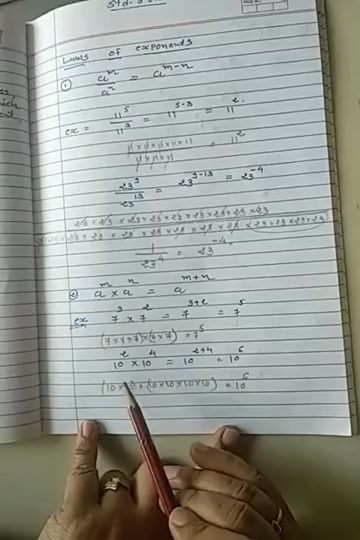 Laws of exponents
① a^m / a^n = a^(m-n)
ex = 11^5 / 11^3 = 11^(5-3) = 11^2
11×11×11×11×11 / 11×11×11 = 11^2
23^9 / 23^13 = 23^(9-13) = 23^-4
1 / 23^4 = 23^-4.
② a^m × a^n = a^(m+n)
ex 7^3 × 7^2 = 7^(3+2) = 7^5
(7×7×7)×(7×7) = 7^5
10^2 × 10^4 = 10^(2+4) = 10^6
(10×10)×(10×10×10×10) = 10^6